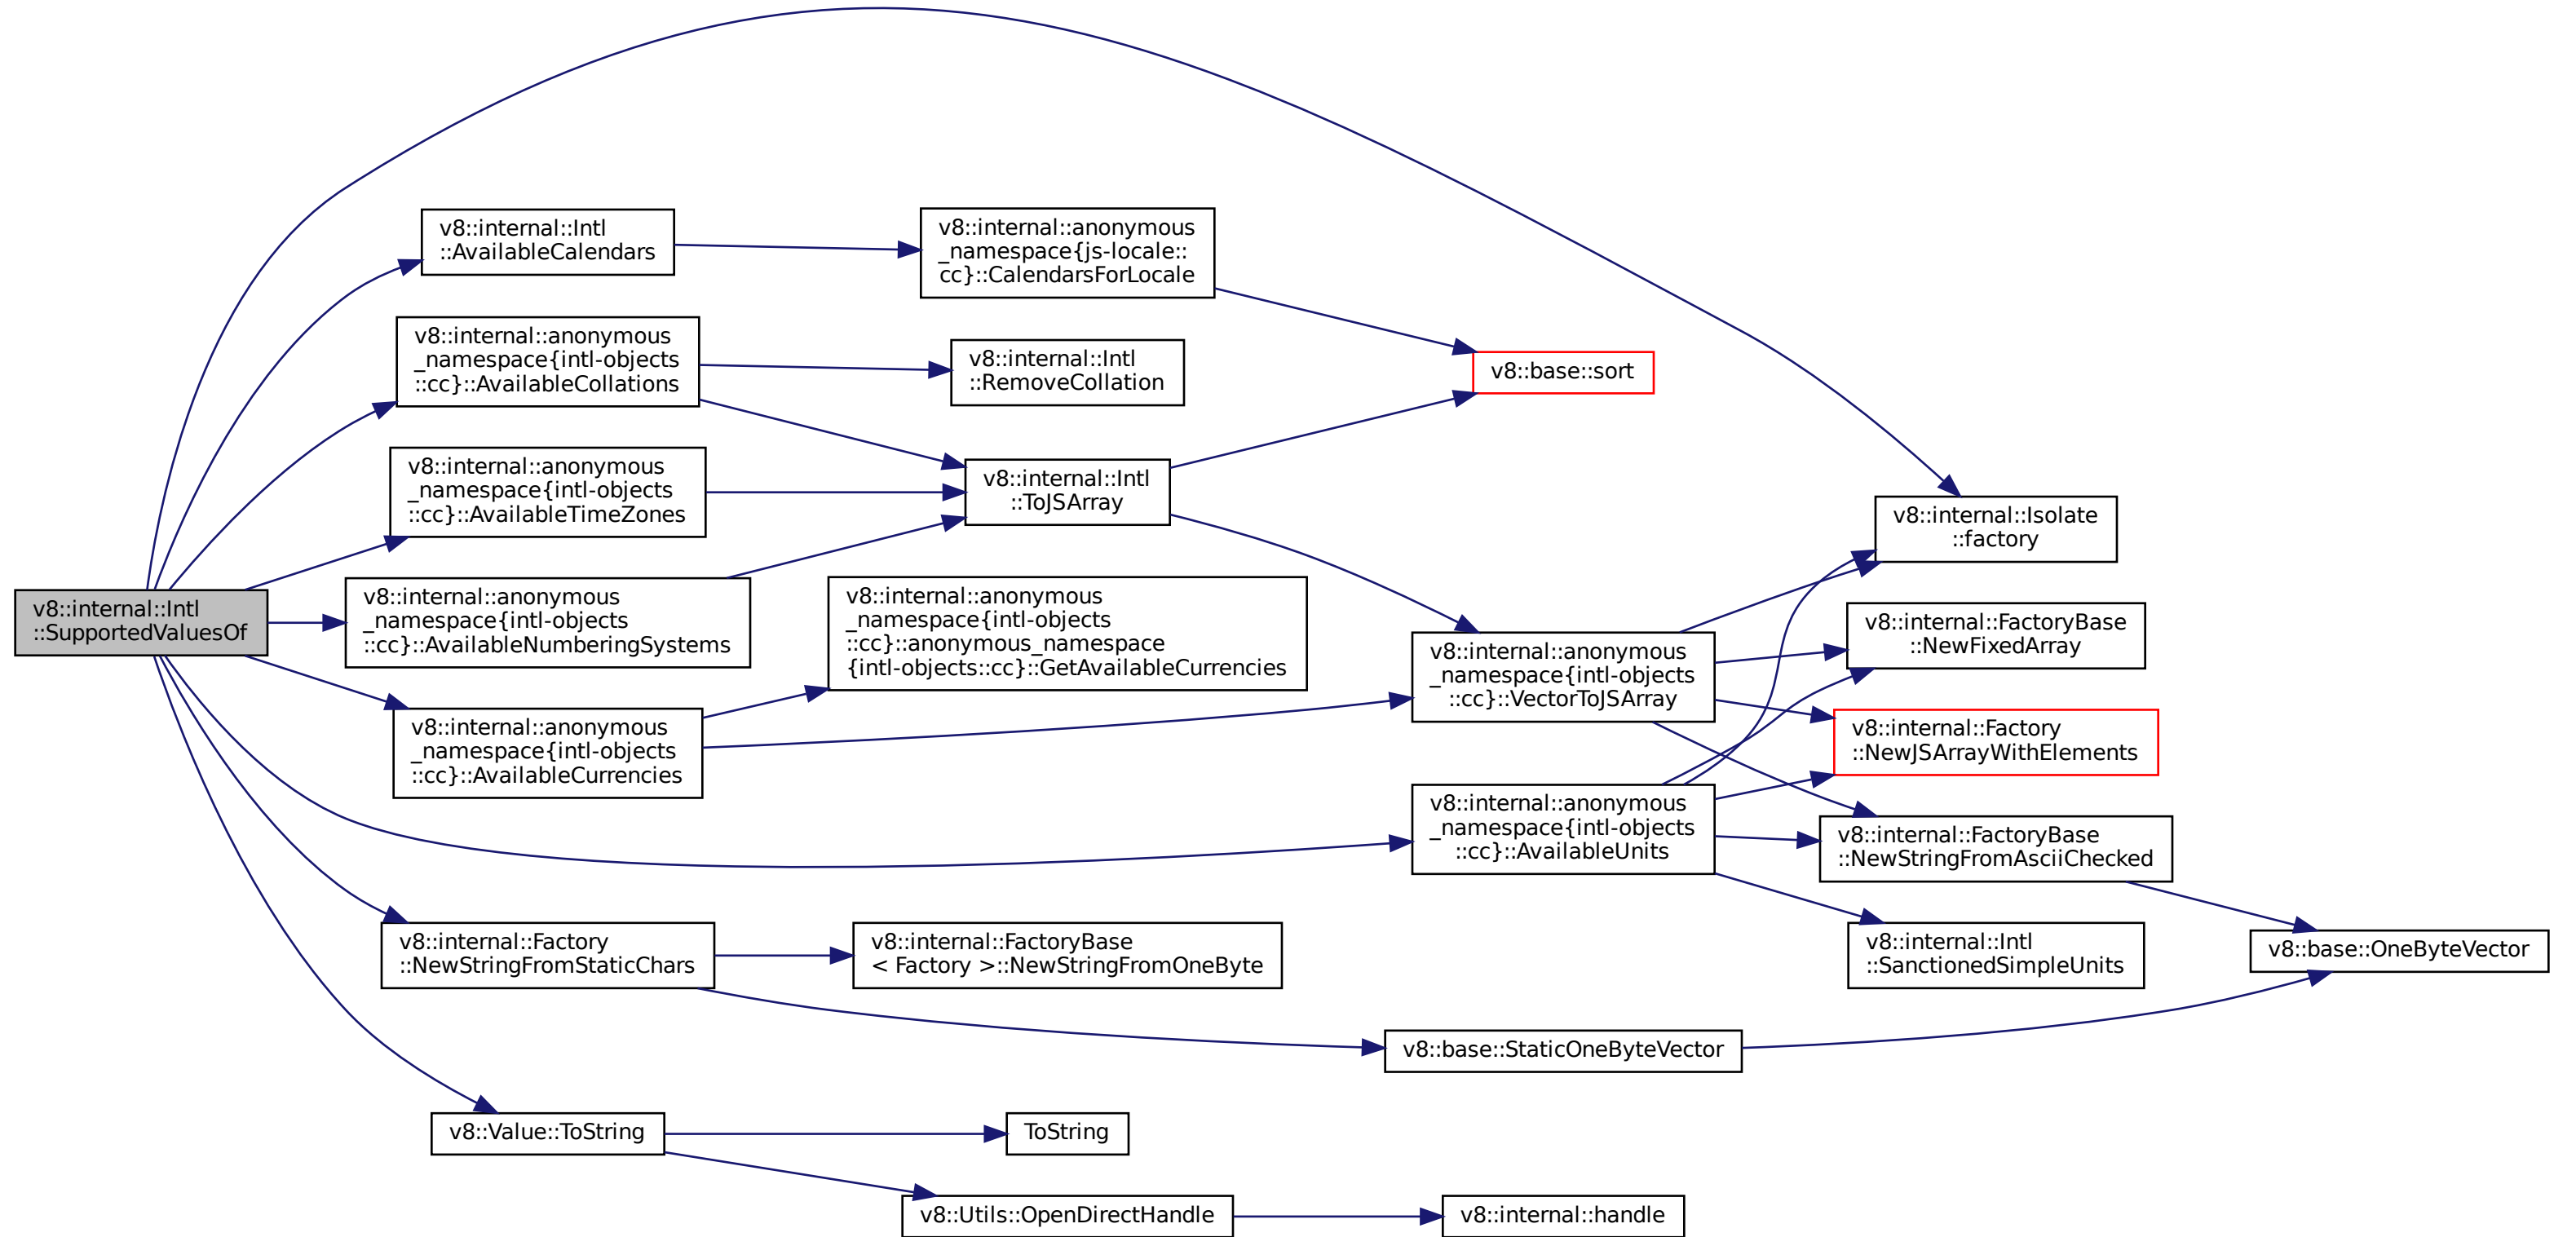 v8::internal::Intl
::SupportedValuesOf
v8::internal::Intl
::AvailableCalendars
v8::internal::anonymous
_namespace{js-locale::
cc}::CalendarsForLocale
v8::internal::anonymous
_namespace{intl-objects
::cc}::AvailableCollations
v8::internal::Intl
::RemoveCollation
v8::base::sort
v8::internal::anonymous
_namespace{intl-objects
::cc}::AvailableTimeZones
v8::internal::Intl
::ToJSArray
v8::internal::Isolate
::factory
v8::internal::anonymous
_namespace{intl-objects
::cc}::AvailableNumberingSystems
v8::internal::anonymous
_namespace{intl-objects
::cc}::anonymous_namespace
{intl-objects::cc}::GetAvailableCurrencies
v8::internal::anonymous
_namespace{intl-objects
::cc}::VectorToJSArray
v8::internal::FactoryBase
::NewFixedArray
v8::internal::anonymous
_namespace{intl-objects
::cc}::AvailableCurrencies
v8::internal::Factory
::NewJSArrayWithElements
v8::internal::anonymous
_namespace{intl-objects
::cc}::AvailableUnits
v8::internal::FactoryBase
::NewStringFromAsciiChecked
v8::internal::Factory
::NewStringFromStaticChars
v8::internal::FactoryBase
< Factory >::NewStringFromOneByte
v8::internal::Intl
::SanctionedSimpleUnits
v8::base::OneByteVector
v8::base::StaticOneByteVector
v8::Value::ToString
ToString
v8::Utils::OpenDirectHandle
v8::internal::handle